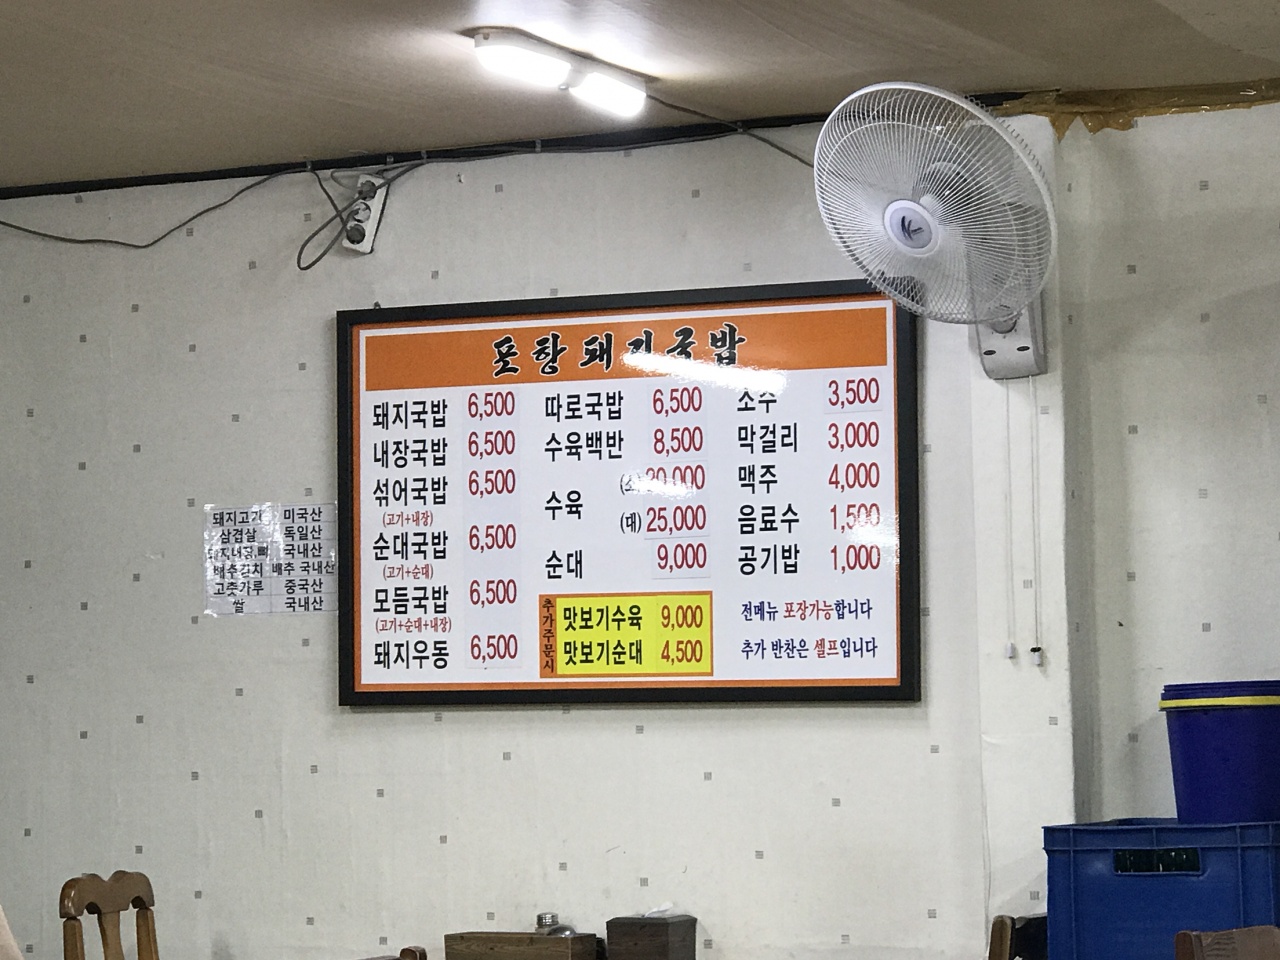 포항돼지국밥
돼지국밥 6,500
내장국밥 6,500
섞어국밥 6,500
(고기+내장)
순대국밥 6,500
(고기+순대)
모듬국밥 6,500
(고기+순대+내장)
돼지우동 6,500
따로국밥 6,500
수육백반 8,500
수육 (소)
(대) 25,000
순대 9,000
추가주문시
맛보기수육 9,000
맛보기순대 4,500
소주 3,500
막걸리 3,000
맥주 4,000
음료수 1,500
공기밥 1,000
전메뉴 포장가능합니다
추가 반찬은 셀프입니다
돼지고기 미국산
삼겹살 독일산
돼지내장,뼈 국내산
배추김치 배추 국내산
고춧가루 중국산
쌀 국내산